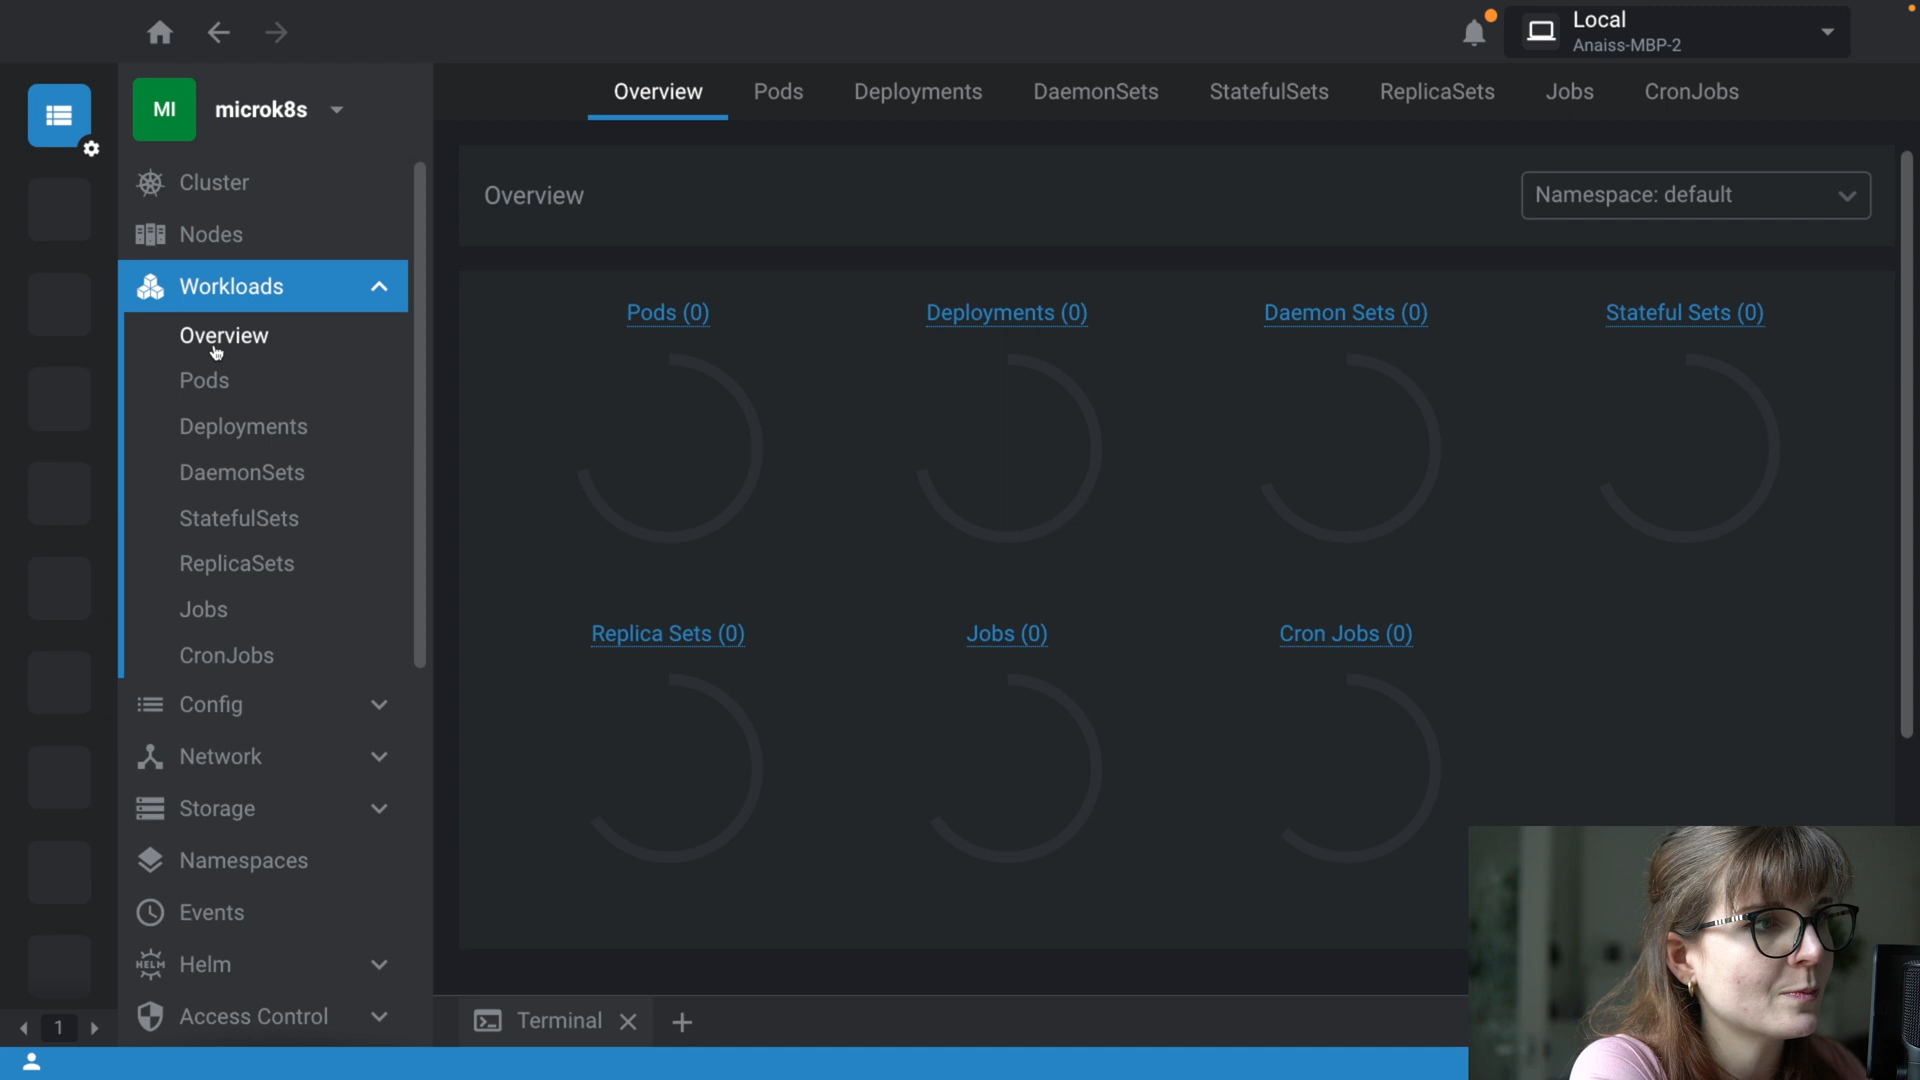 Local
Anaiss-MBP-2
MI
microk8s
Overview
Pods
Deployments
DaemonSets
StatefulSets
ReplicaSets
Jobs
CronJobs
Cluster
Nodes
Workloads
Overview
Pods
Deployments
DaemonSets
StatefulSets
ReplicaSets
Jobs
CronJobs
Config
Network
Storage
Namespaces
Events
HELM
Helm
Access Control
1
Overview
Namespace: default
Pods (0)
Deployments (0)
Daemon Sets (0)
Stateful Sets (0)
Replica Sets (0)
Jobs (0)
Cron Jobs (0)
Terminal